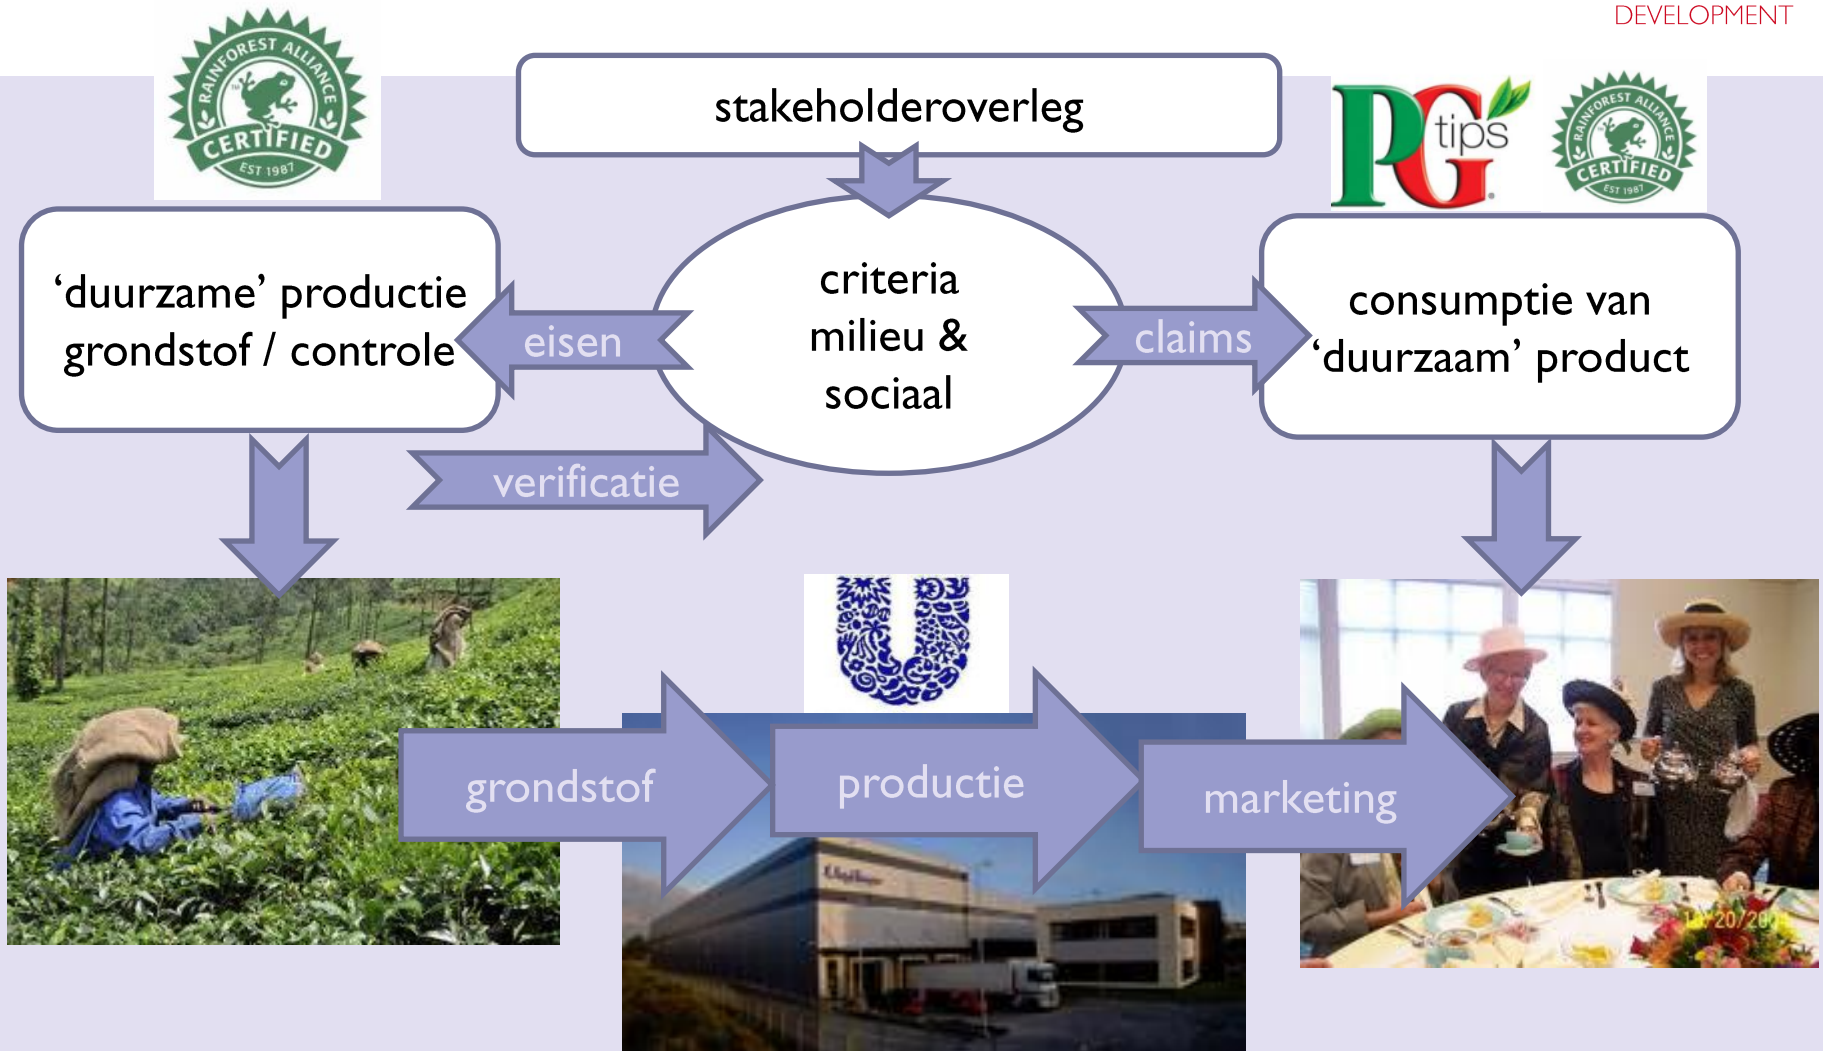 DEVELOPMENT
RAINFOREST ALLIANCE
TM
CERTIFIED
EST 1987
stakeholderoverleg
PG
tips
RAINFOREST ALLIANCE
CERTIFIED
EST 1987
‘duurzame’ productie
grondstof / controle
eisen
criteria
milieu &
sociaal
claims
consumptie van
‘duurzaam’ product
verificatie
grondstof
productie
marketing